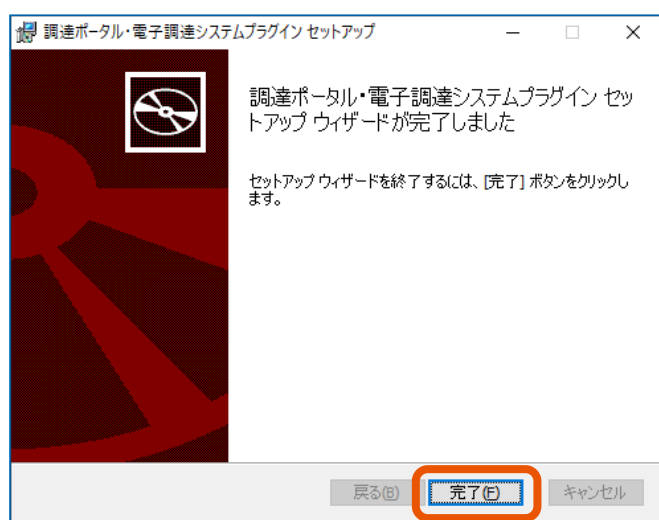 調達ポータル・電子調達システムプラグイン セットアップ
調達ポータル・電子調達システムプラグイン セッ
トアップ ウィザードが完了しました
セットアップ ウィザードを終了するには、[完了] ボタンをクリックし
ます。
戻る(B) 完了(F) キャンセル